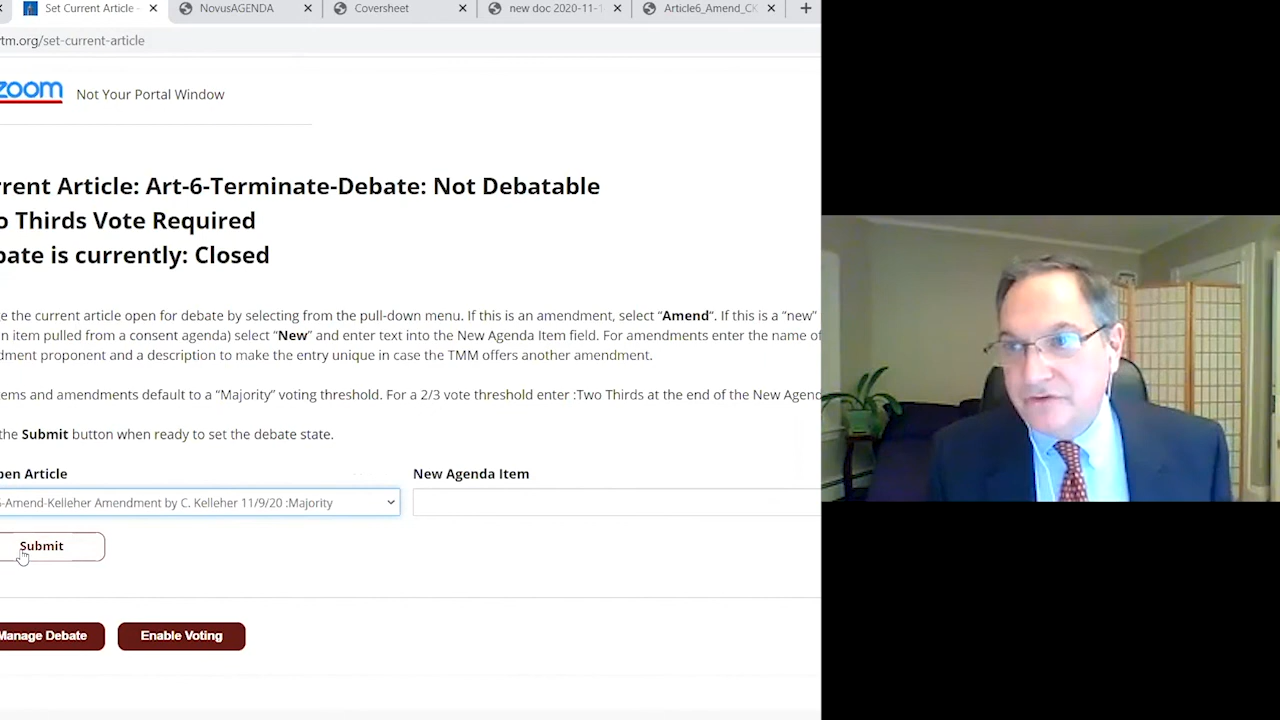 Set Current Article -
NovusAGENDA
Coversheet
new doc 2020-11-1
Article6_Amend_CK
tm.org/set-current-article
zoom Not Your Portal Window
rent Article: Art-6-Terminate-Debate: Not Debatable
o Thirds Vote Required
bate is currently: Closed
ge the current article open for debate by selecting from the pull-down menu. If this is an amendment, select “Amend“. If this is a “new”
n item pulled from a consent agenda) select “New” and enter text into the New Agenda Item field. For amendments enter the name of
dment proponent and a description to make the entry unique in case the TMM offers another amendment.
ems and amendments default to a “Majority” voting threshold. For a 2/3 vote threshold enter :Two Thirds at the end of the New Agend
the Submit button when ready to set the debate state.
pen Article
New Agenda Item
-Amend-Kelleher Amendment by C. Kelleher 11/9/20 :Majority
Submit
Manage Debate
Enable Voting